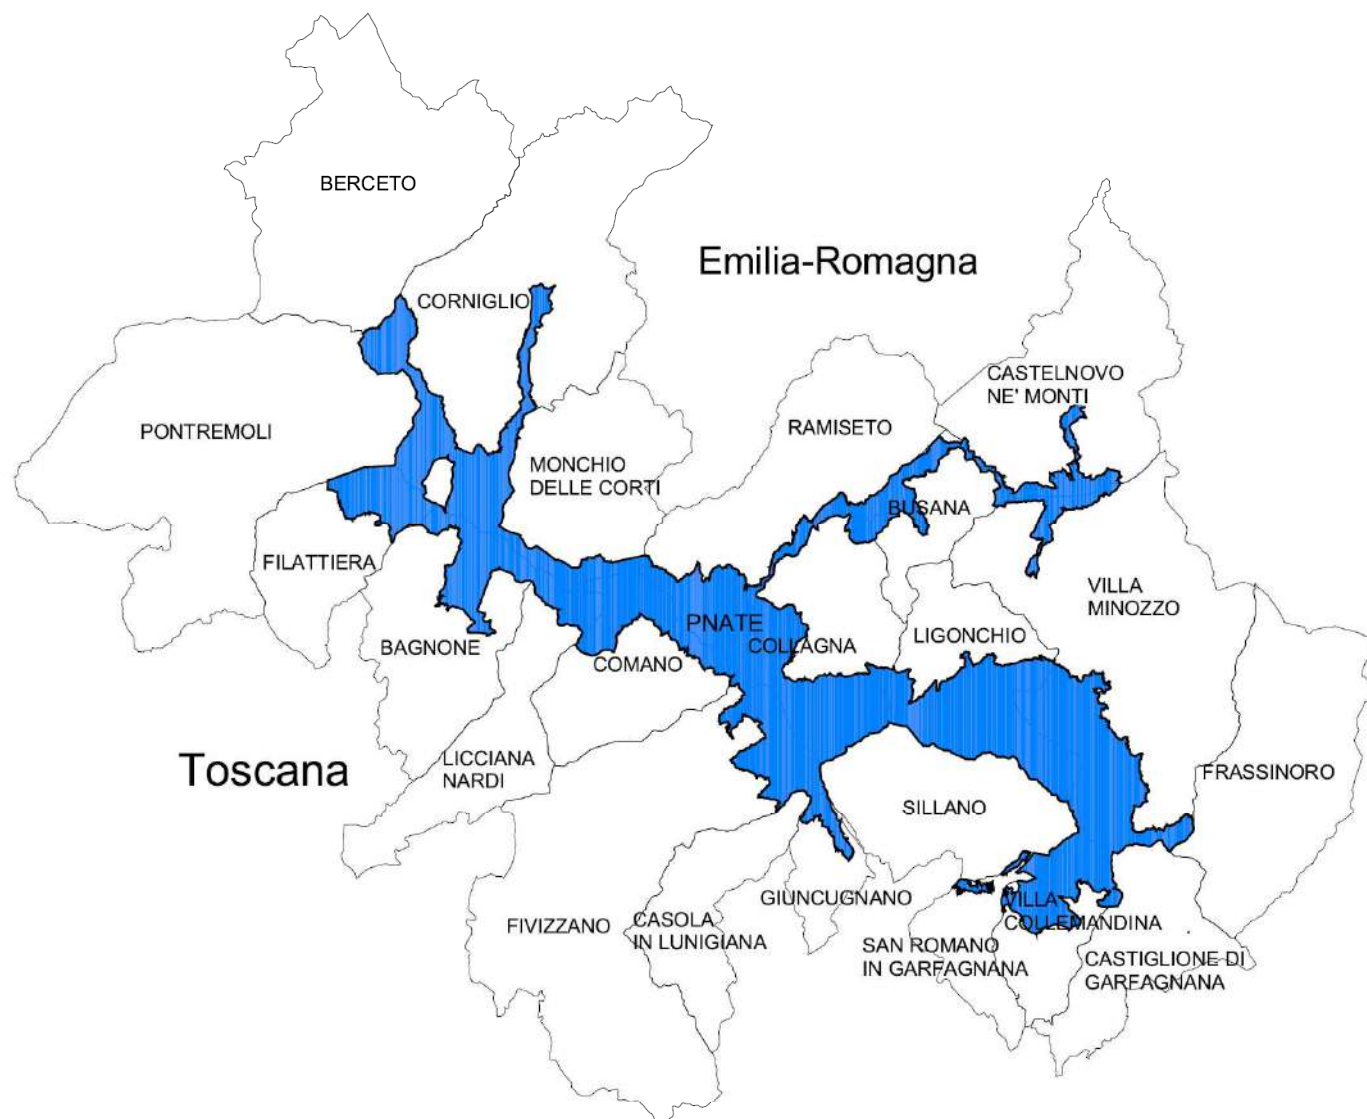 BERCETO
Emilia-Romagna
CORNIGLIO
CASTELNOVO
NE' MONTI
RAMISETO
PONTREMOLI
MONCHIO
DELLE CORTI
BUSANA
FILATTIERA
VILLA
MINOZZO
PNATE
LIGONCHIO
COLLAGNA
BAGNONE
COMANO
Toscana
LICCIANA
NARDI
FRASSINORO
SILLANO
GIUNCUGNANO
VILLA
COLLEMANDINA
FIVIZZANO
CASOLA
IN LUNIGIANA
SAN ROMANO
IN GARFAGNANA
CASTIGLIONE DI
GARFAGNANA